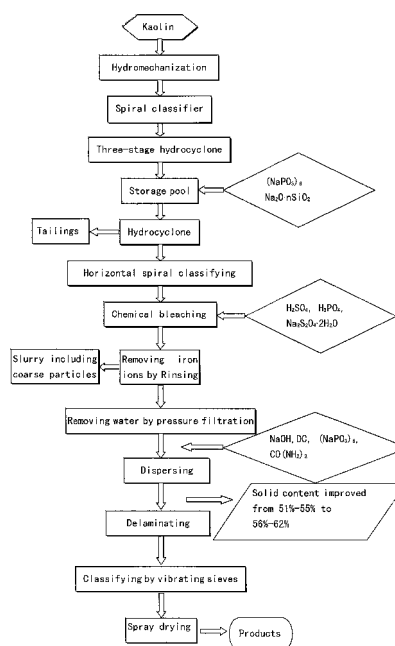 Kaolin
Hydromechanization
Spiral classifier
Three-stage hydrocyclone
Storage pool
(NaPO₃)₆
Na₂O·nSiO₂
Tailings
Hydrocyclone
Horizontal spiral classifying
Chemical bleaching
H₂SO₄, H₃PO₄,
Na₂S₂O₄·2H₂O
Slurry including
coarse particles
Removing iron
ions by Rinsing
Removing water by pressure filtration
NaOH, DC, (NaPO₃)₆,
CO(NH₂)₂
Dispersing
Solid content improved
from 51%-55% to
56%-62%
Delaminating
Classifying by vibrating sieves
Spray drying
Products